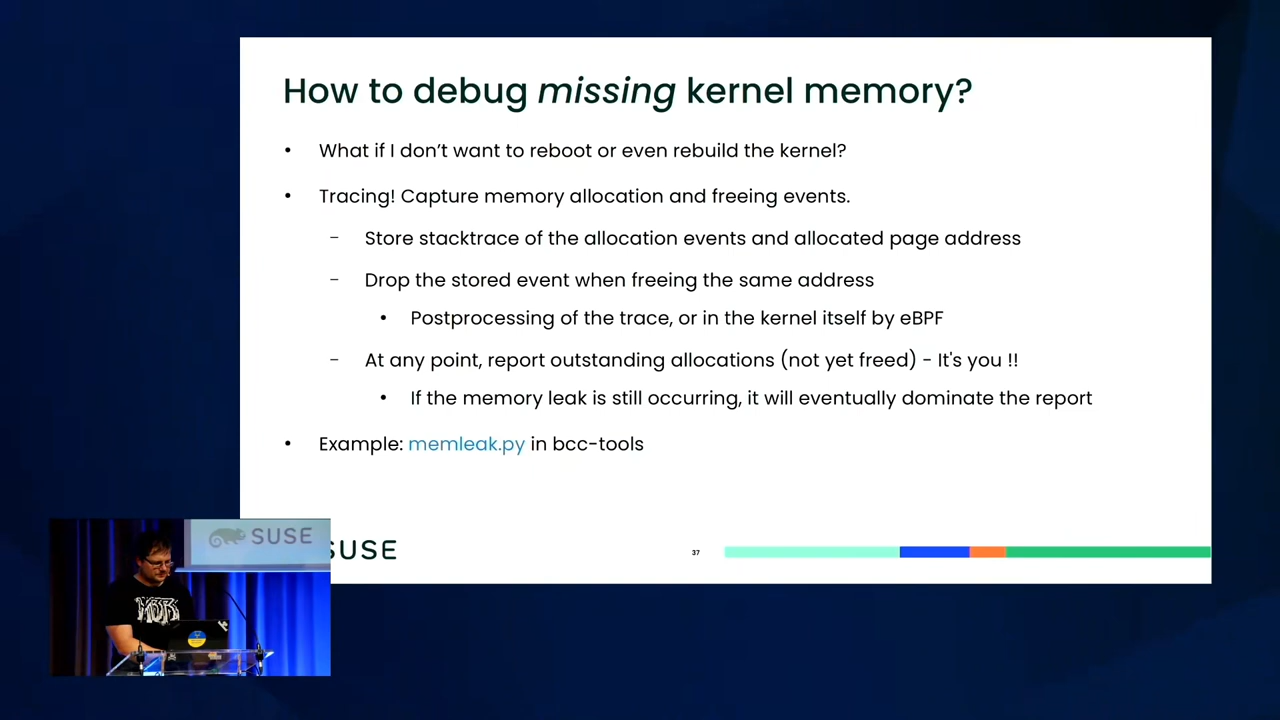 How to debug missing kernel memory?
• What if I don’t want to reboot or even rebuild the kernel?
• Tracing! Capture memory allocation and freeing events.
– Store stacktrace of the allocation events and allocated page address
– Drop the stored event when freeing the same address
• Postprocessing of the trace, or in the kernel itself by eBPF
– At any point, report outstanding allocations (not yet freed) - It's you !!
• If the memory leak is still occurring, it will eventually dominate the report
• Example: memleak.py in bcc-tools
SUSE
SUSE
37